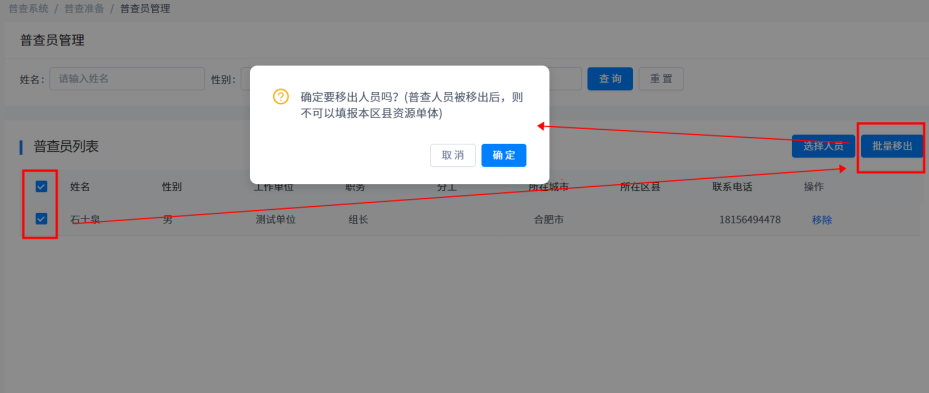 普查系统 / 普查准备 / 普查员管理
普查员管理
姓名: 请输入姓名 性别: 查询 重置
确定要移出人员吗?(普查人员被移出后，则
不可以填报本区县资源单体)
取消 确定
普查员列表 选择人员 批量移出
姓名 性别 工作单位 职务 分工 所在城市 所在区县 联系电话 操作
石士泉 男 测试单位 组长 合肥市 18156494478 移除